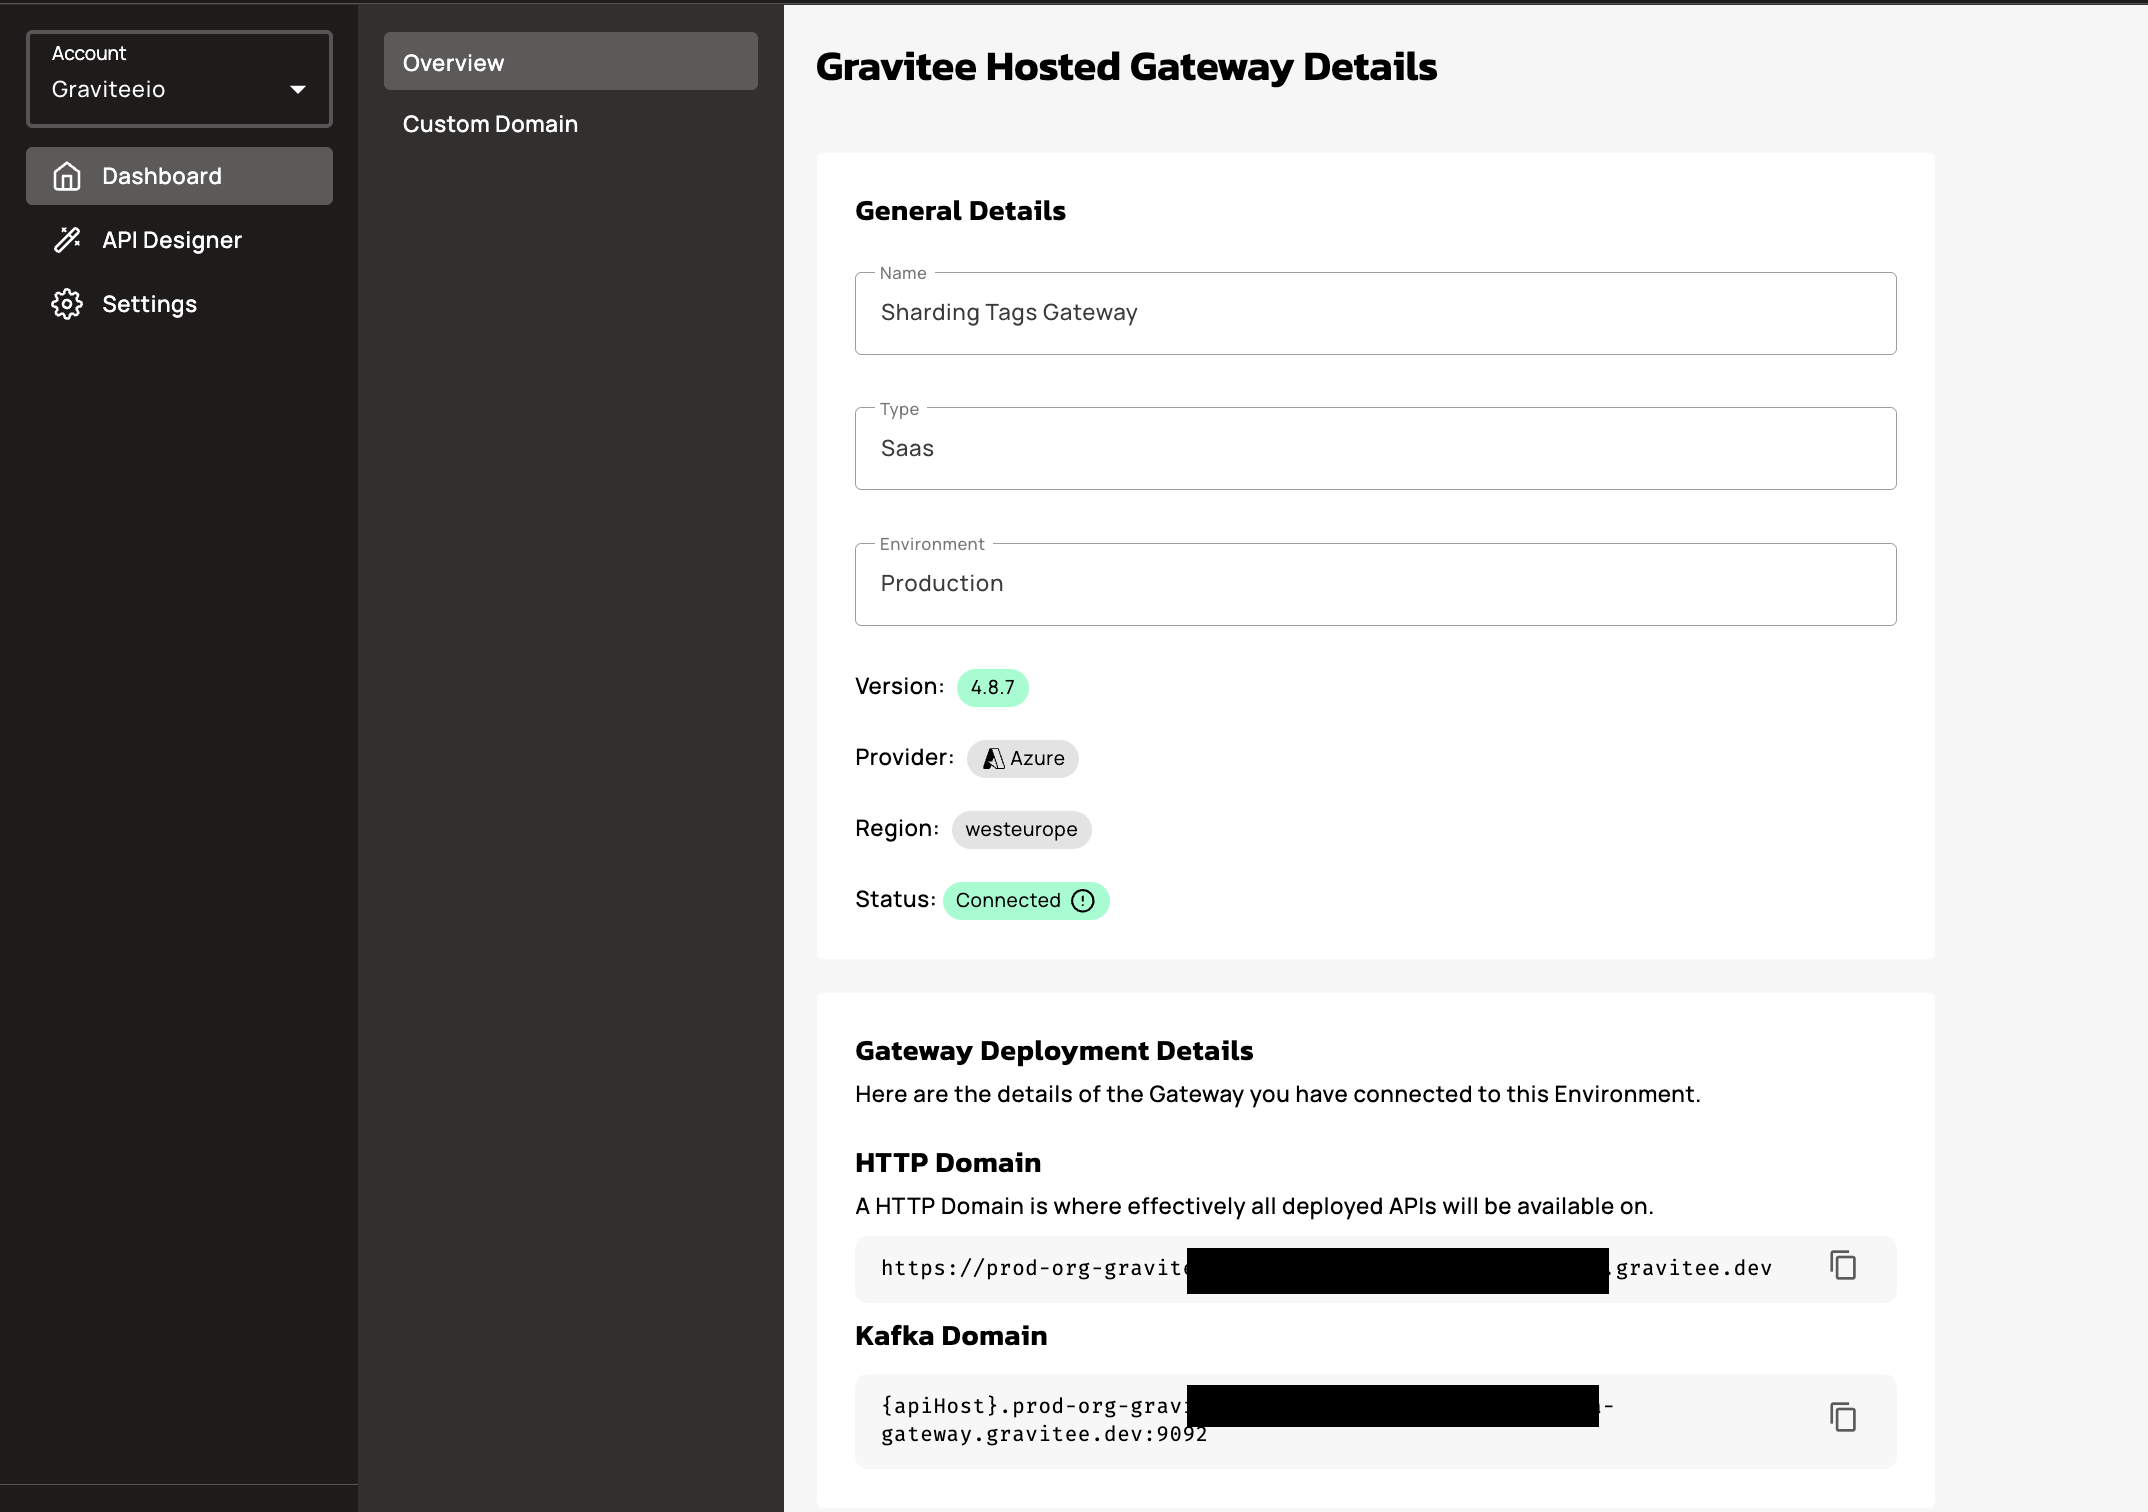 Account
Graviteeio
Dashboard
API Designer
Settings
Overview
Custom Domain
Gravitee Hosted Gateway Details
General Details
Name
Sharding Tags Gateway
Type
Saas
Environment
Production
Version: 4.8.7
Provider: Azure
Region: westeurope
Status: Connected
Gateway Deployment Details
Here are the details of the Gateway you have connected to this Environment.
HTTP Domain
A HTTP Domain is where effectively all deployed APIs will be available on.
https://prod-org-gravite .gravitee.dev
Kafka Domain
{apiHost}.prod-org-gravi -
gateway.gravitee.dev:9092